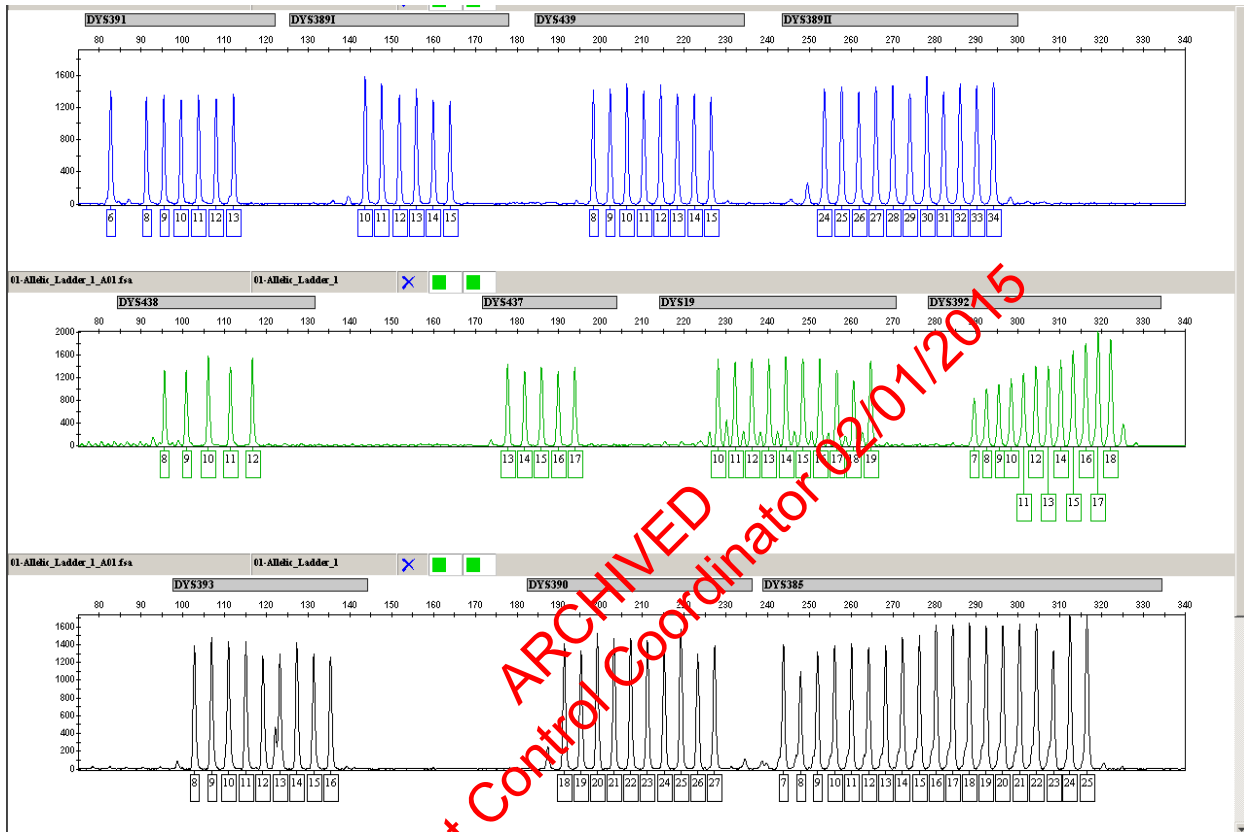 DYS391 DYS389I DYS439 DYS389II
80 90 100 110 120 130 140 150 160 170 180 190 200 210 220 230 240 250 260 270 280 290 300 310 320 330 340
1600
1200
800
400
0
6 8 9 10 11 12 13 10 11 12 13 14 15 8 9 10 11 12 13 14 15 24 25 26 27 28 29 30 31 32 33 34
01-Allelic_Ladder_1_A01.fsa 01-Allelic_Ladder_1
DYS438 DYS437 DYS19 DYS392
80 90 100 110 120 130 140 150 160 170 180 190 200 210 220 230 240 250 260 270 280 290 300 310 320 330 340
2000
1600
1200
800
400
0
8 9 10 11 12 13 14 15 16 17 10 11 12 13 14 15 17 18 19 7 8 9 10 12 14 16 18
11 13 15 17
01-Allelic_Ladder_1_A01.fsa 01-Allelic_Ladder_1
DYS393 DYS390 DYS385
80 90 100 110 120 130 140 150 160 170 180 190 200 210 220 230 240 250 260 270 280 290 300 310 320 330 340
1600
1400
1200
1000
800
600
400
200
0
8 9 10 11 12 13 14 15 16 18 19 20 21 22 23 24 25 26 27 7 8 9 10 11 12 13 14 15 16 17 18 19 20 21 22 23 24 25
ARCHIVED
Control Coordinator 02/01/2015